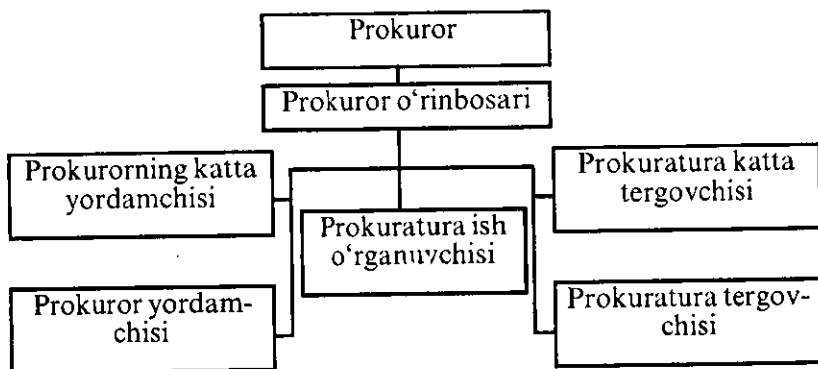 Prokuror
Prokuror o‘rinbosari
Prokurorning katta
yordamchisi
Prokuratura katta
tergovchisi
Prokuratura ish
o‘rganuvchisi
Prokuror yordam-
chisi
Prokuratura tergov-
chisi